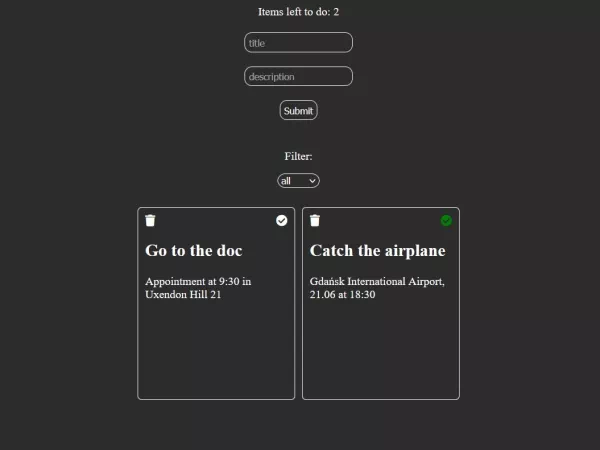 Items left to do: 2
title
description
Submit
Filter:
all
Go to the doc
Appointment at 9:30 in
Uxendon Hill 21
Catch the airplane
Gdańsk International Airport,
21.06 at 18:30